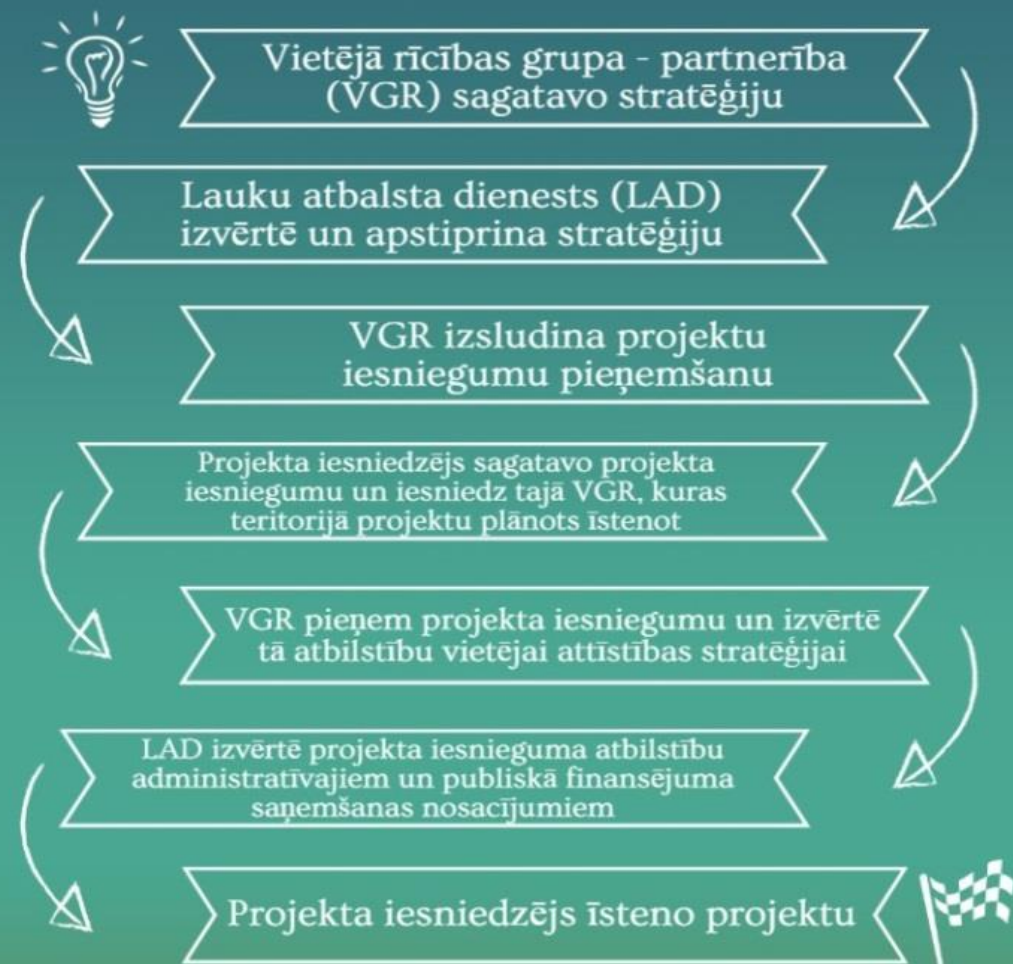 Vietējā rīcības grupa - partnerība
(VGR) sagatavo stratēģiju
Lauku atbalsta dienests (LAD)
izvērtē un apstiprina stratēģiju
VGR izsludina projektu
iesniegumu pieņemšanu
Projekta iesniedzējs sagatavo projekta
iesniegumu un iesniedz tajā VGR, kuras
teritorijā projektu plānots īstenot
VGR pieņem projekta iesniegumu un izvērtē
tā atbilstību vietējai attīstības stratēģijai
LAD izvērtē projekta iesnieguma atbilstību
administratīvajiem un publiskā finansējuma
saņemšanas nosacījumiem
Projekta iesniedzējs īsteno projektu